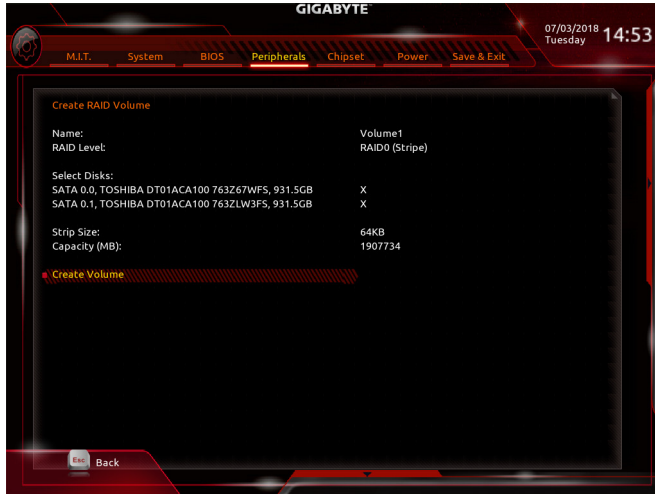 GIGABYTE™
07/03/2018 14:53
Tuesday
M.I.T. System BIOS Peripherals Chipset Power Save & Exit
Create RAID Volume
Name: Volume1
RAID Level: RAID0 (Stripe)
Select Disks:
SATA 0.0, TOSHIBA DT01ACA100 763Z67WFS, 931.5GB X
SATA 0.1, TOSHIBA DT01ACA100 763ZLW3FS, 931.5GB X
Strip Size: 64KB
Capacity (MB): 1907734
Create Volume
Esc Back